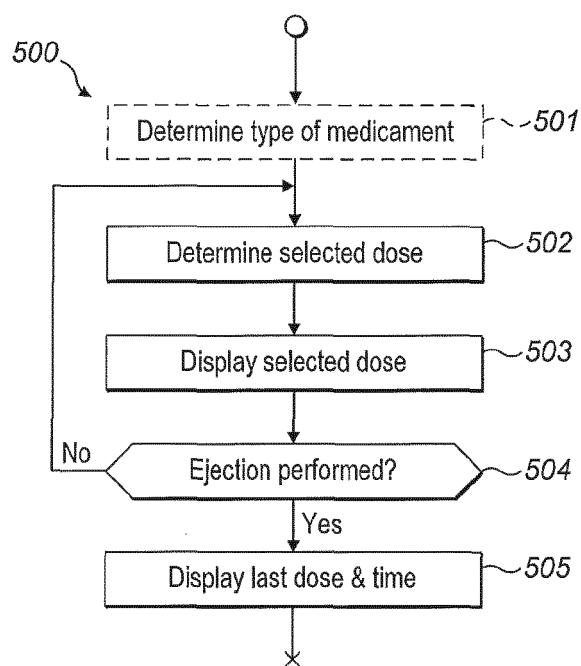 500
Determine type of medicament
501
Determine selected dose
502
Display selected dose
503
No
Ejection performed?
504
Yes
Display last dose & time
505